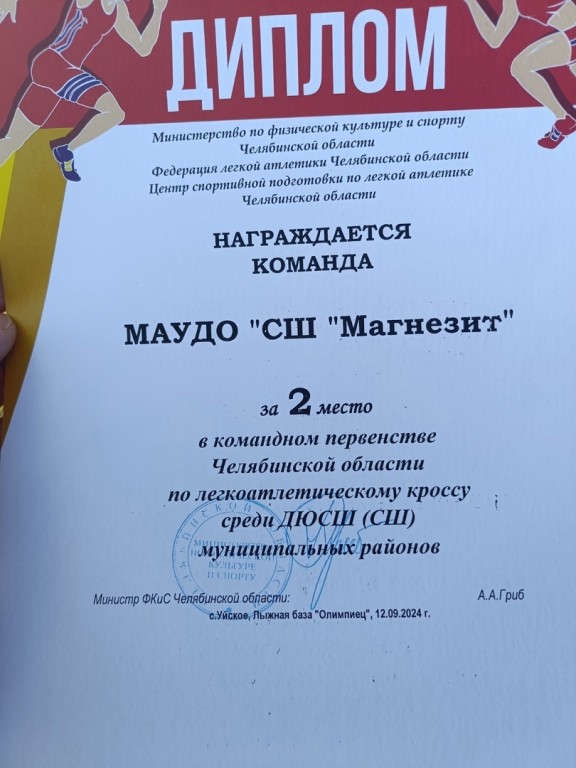 ДИПЛОМ
Министерство по физической культуре и спорту
Челябинской области
Федерация легкой атлетики Челябинской области
Центр спортивной подготовки по легкой атлетике
Челябинской области
НАГРАЖДАЕТСЯ
КОМАНДА
МАУДО "СШ "Магнезит"
за 2 место
в командном первенстве
Челябинской области
по легкоатлетическому кроссу
среди ДЮСШ (СШ)
муниципальных районов
Министр ФКиС Челябинской области:
А.А.Гриб
с.Уйское, Лыжная база "Олимпиец", 12.09.2024 г.
КУЛЬТУРЕ
И СПОРТУ